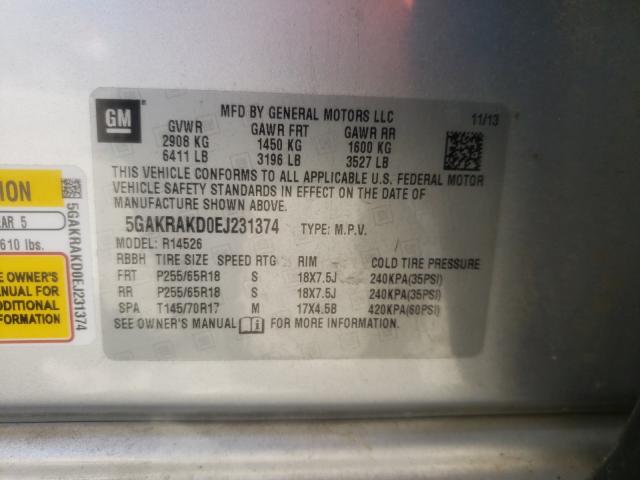 GM
MFD BY GENERAL MOTORS LLC 11/13
GVWR GAWR FRT GAWR RR
2908 KG 1450 KG 1600 KG
6411 LB 3196 LB 3527 LB
THIS VEHICLE CONFORMS TO ALL APPLICABLE U.S. FEDERAL MOTOR
VEHICLE SAFETY STANDARDS IN EFFECT ON THE DATE OF
MANUFACTURE SHOWN ABOVE.
5GAKRAKD0EJ231374 TYPE: M.P.V.
MODEL: R14526 /
RBBH TIRE SIZE SPEED RTG RIM COLD TIRE PRESSURE
FRT P255/65R18 S 18X7.5J 240KPA(35PSI)
RR P255/65R18 S 18X7.5J 240KPA(35PSI)
SPA T145/70R17 M 17X4.5B 420KPA(60PSI)
SEE OWNER'S MANUAL i FOR MORE INFORMATION.
ION
AR 5
610 lbs.
E OWNER'S
ANUAL FOR
DDITIONAL
ORMATION
5GAKRAKD0EJ231374